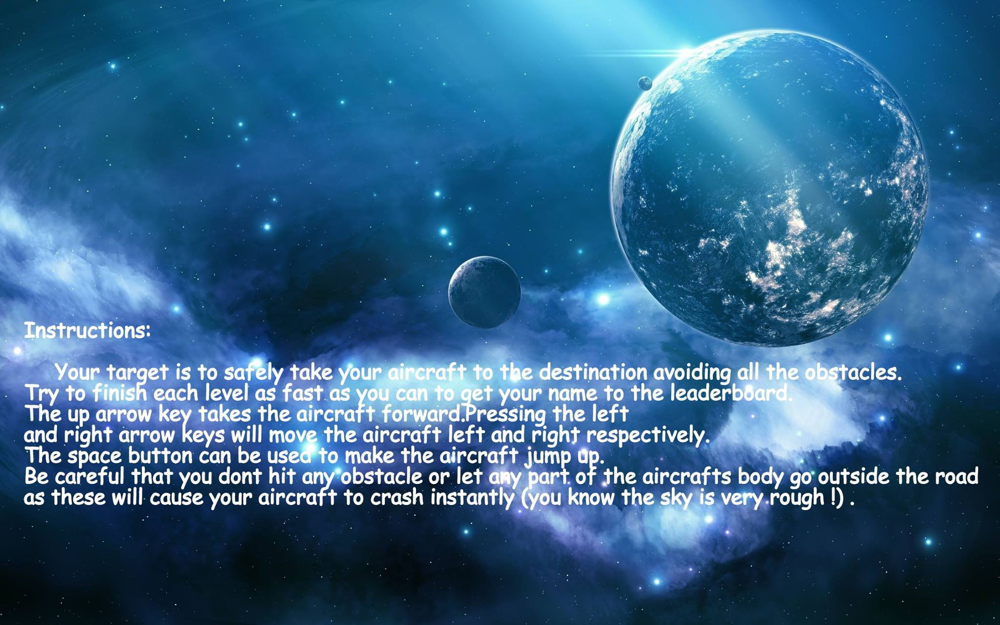 Instructions:
Your target is to safely take your aircraft to the destination avoiding all the obstacles.
Try to finish each level as fast as you can to get your name to the leaderboard.
The up arrow key takes the aircraft forward.Pressing the left
and right arrow keys will move the aircraft left and right respectively.
The space button can be used to make the aircraft jump up.
Be careful that you dont hit any obstacle or let any part of the aircrafts body go outside the road
as these will cause your aircraft to crash instantly (you know the sky is very rough !) .